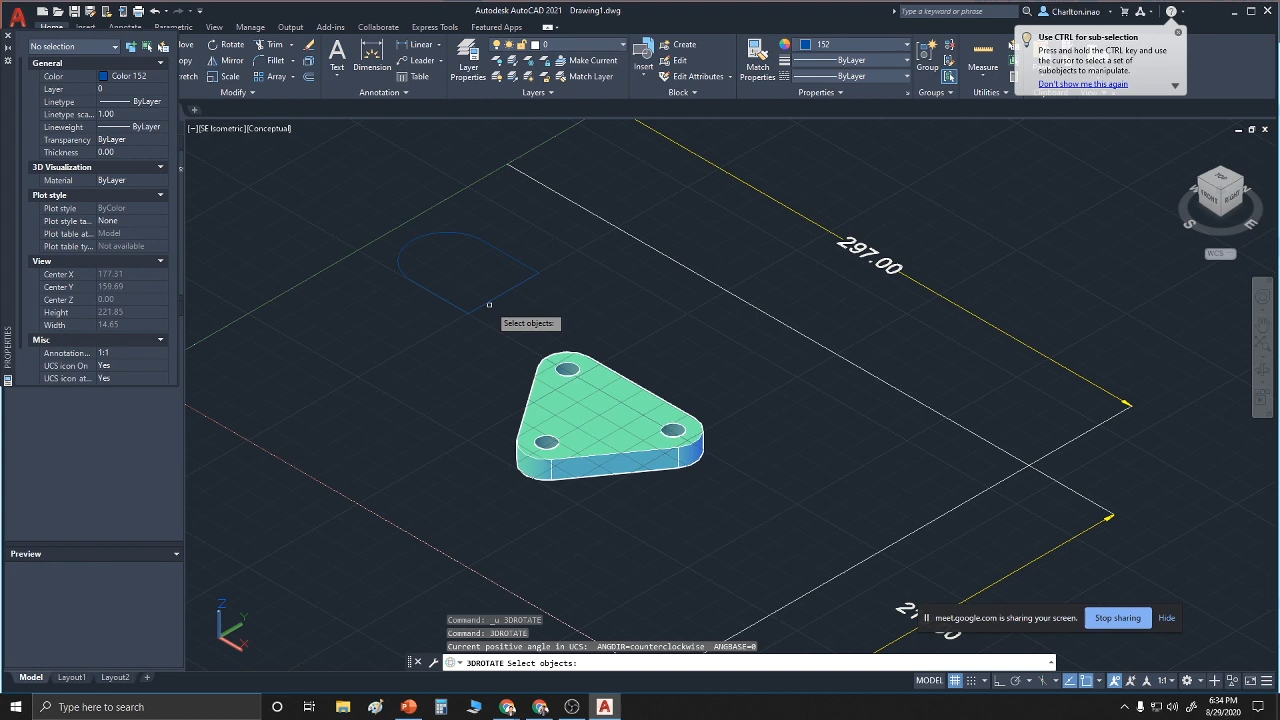 Autodesk AutoCAD 2021 Drawing1.dwg
Type a keyword or phrase
Charlton.inao
Home Insert Annotate Parametric View Manage Output Add-ins Collaborate Express Tools Featured Apps
No selection
General
Color Color 152
Layer 0
Linetype ByLayer
Linetype sca... 1.00
Lineweight ByLayer
Transparency ByLayer
Thickness 0.00
3D Visualization
Material ByLayer
Plot style
Plot style ByColor
Plot style ta... None
Plot table at... Model
Plot table ty... Not available
View
Center X 177.31
Center Y 159.69
Center Z 0.00
Height 221.85
Width 14.65
Misc
Annotation... 1:1
UCS icon On Yes
UCS icon at... Yes
PROPERTIES
Preview
Rotate Trim
Mirror Fillet
Scale Array
Modify
Text
Dimension
Linear
Leader
Table
Annotation
Layer Properties
0
Make Current
Match Layer
Layers
Insert
Create
Edit
Edit Attributes
Block
Match Properties
152
ByLayer
ByLayer
Properties
Group
Groups
Measure
Utilities
Use CTRL for sub-selection
Press and hold the CTRL key and use
the cursor to select a set of
subobjects to manipulate.
Don't show me this again
[−][SE Isometric][Conceptual]
297.00
Select objects:
TOP
FRONT
RIGHT
S
E
WCS
Z
Y
X
meet.google.com is sharing your screen.
Stop sharing
Hide
Command: _u 3DROTATE
Command: 3DROTATE
Current positive angle in UCS: ANGDIR=counterclockwise ANGBASE=0
3DROTATE Select objects:
Model Layout1 Layout2 +
MODEL
1:1
Type here to search
6:34 PM
8/29/2020